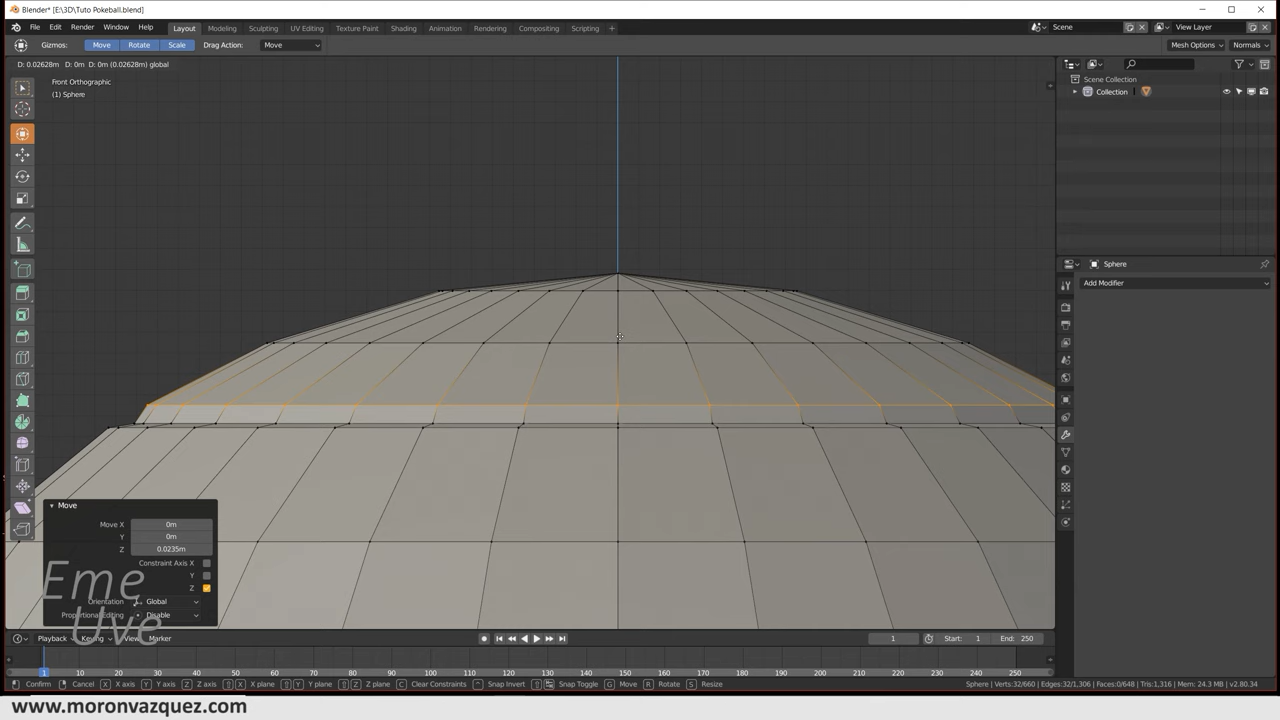 Blender* [E:\3D\Tuto Pokeball.blend]
File Edit Render Window Help Layout Modeling Sculpting UV Editing Texture Paint Shading Animation Rendering Compositing Scripting + Scene View Layer
Gizmos: Move Rotate Scale Drag Action: Move Mesh Options Normals
D: 0.02628m D: 0m D: 0m (0.02628m) global
Front Orthographic
(1) Sphere
Scene Collection
Collection
Sphere
Add Modifier
Move
Move X 0m
Y 0m
Z 0.0235m
Constraint Axis X
Y
Z
Orientation Global
Proportional Editing Disable
Eme
Uve
Playback Keying View Marker 1 Start: 1 End: 250
1 10 20 30 40 50 60 70 80 90 100 110 120 130 140 150 160 170 180 190 200 210 220 230 240 250
Confirm Cancel X X axis Y Y axis Z Z axis X X plane Y Y plane Z Z plane C Clear Constraints Snap Invert Snap Toggle G Move R Rotate S Resize Sphere | Verts:32/660 | Edges:32/1,306 | Faces:0/648 | Tris:1,316 | Mem: 24.3 MB | v2.80.34
www.moronvazquez.com